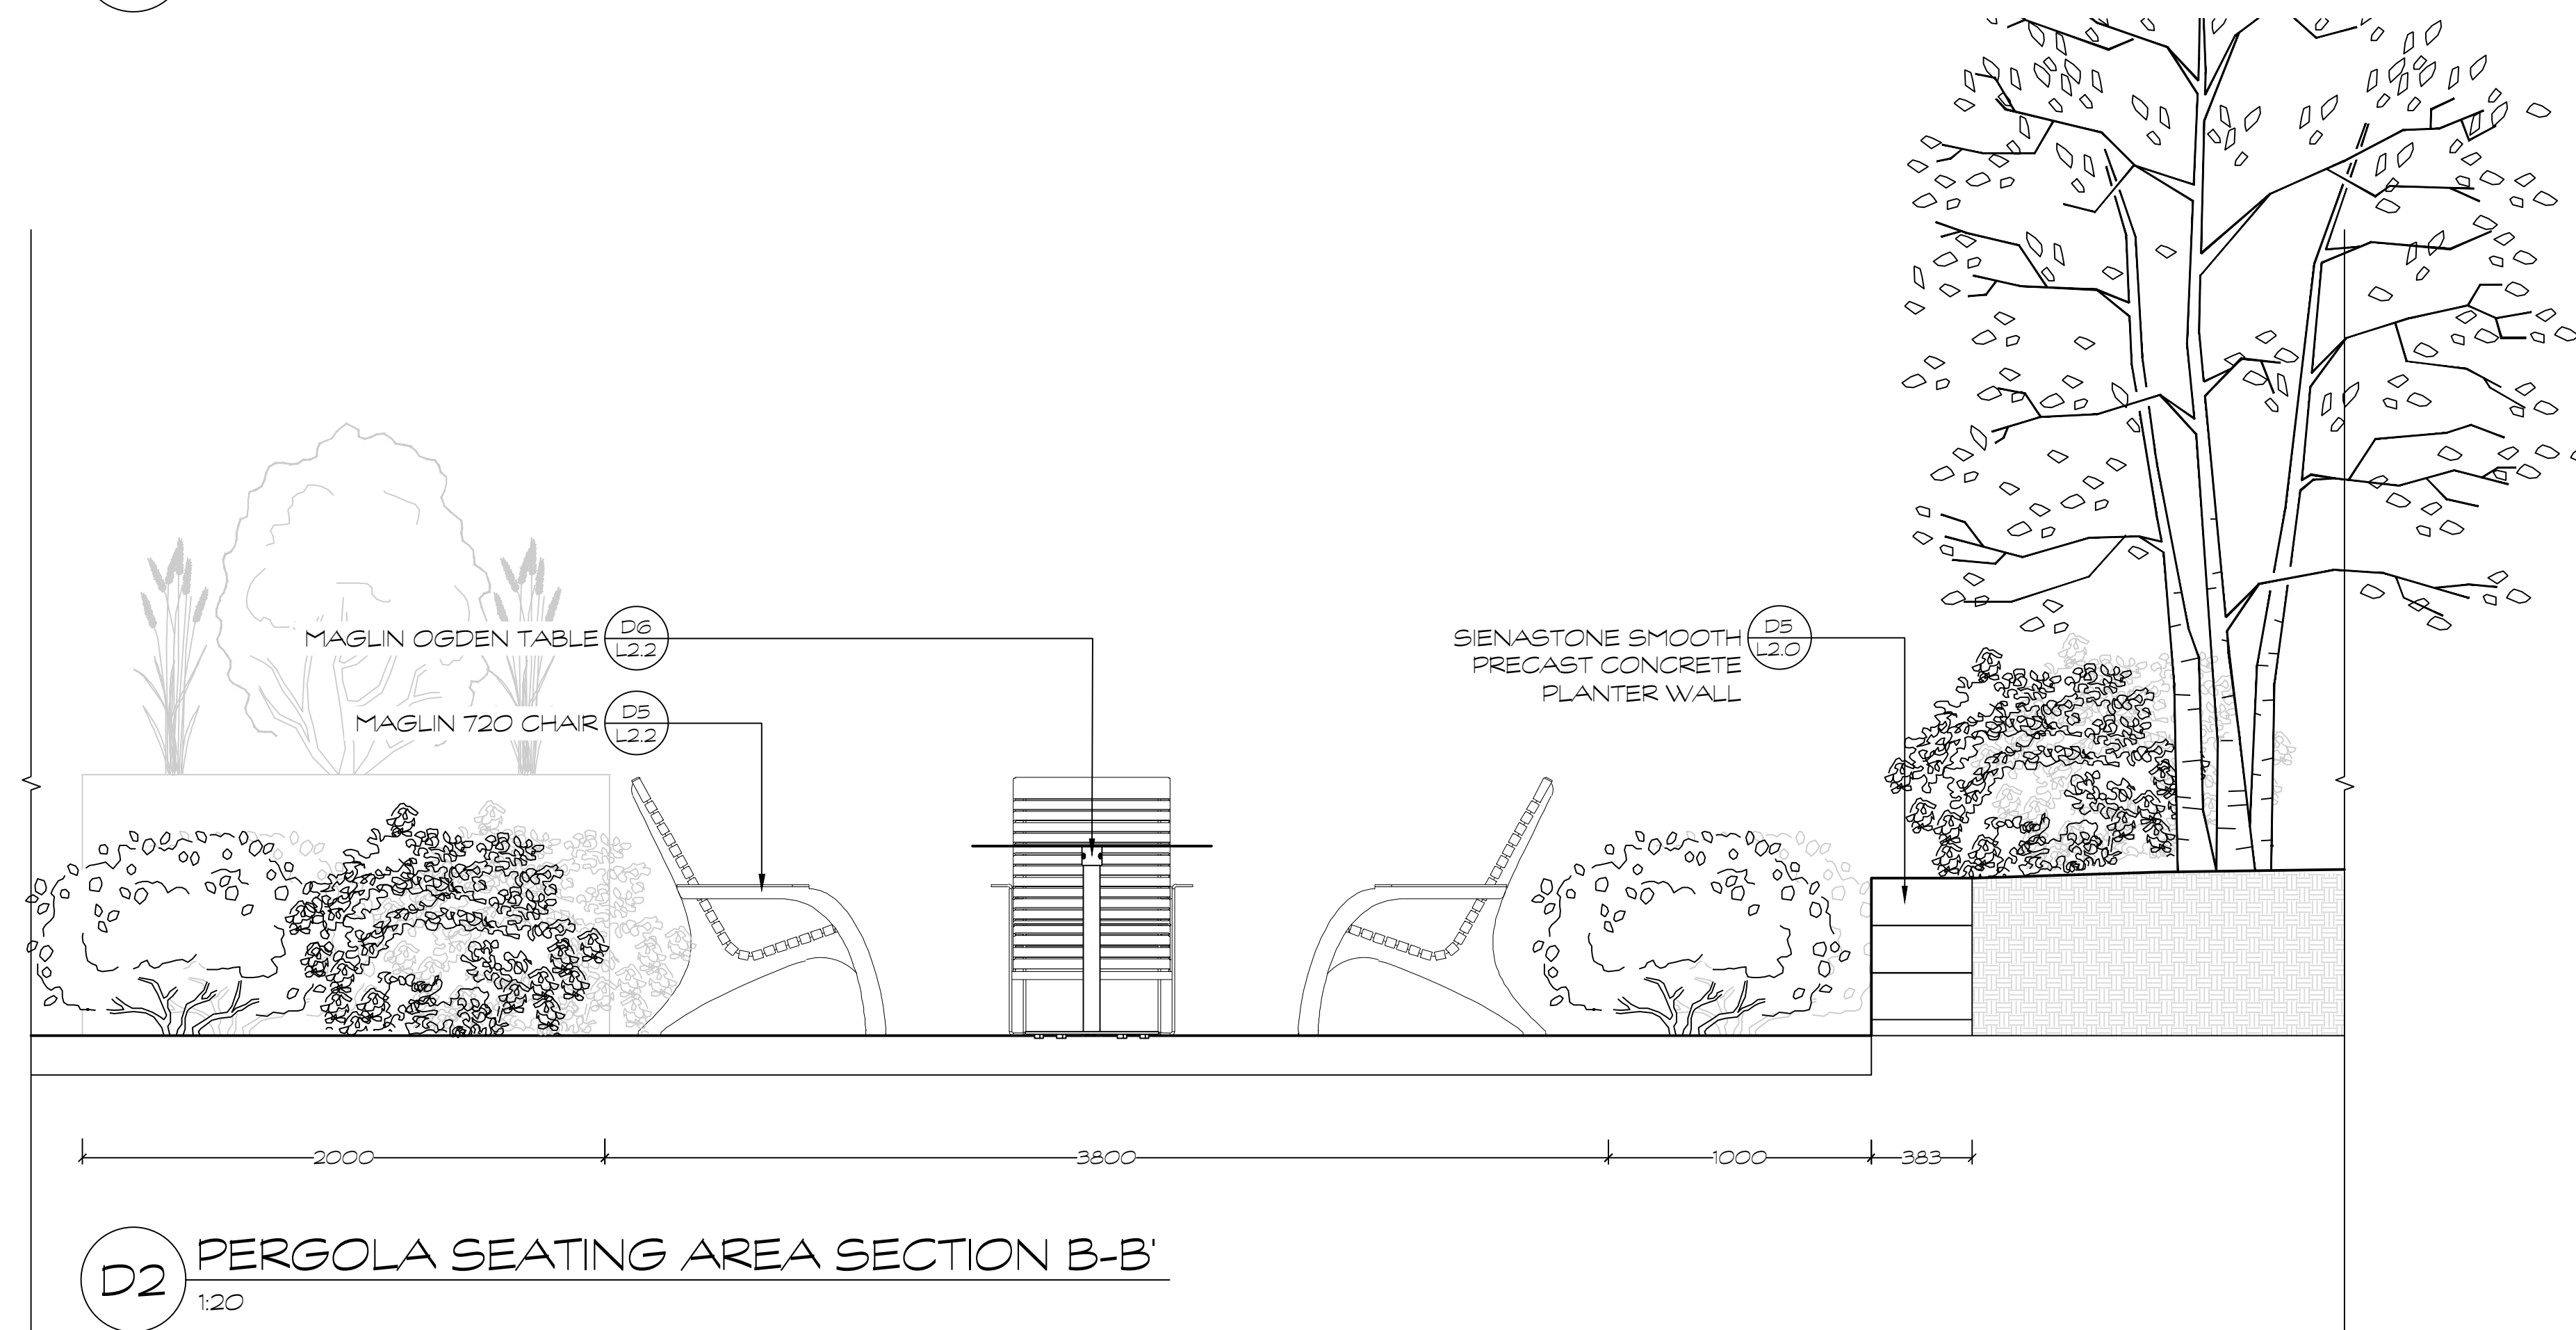 MAGLIN OGDEN TABLE
D6
L2.2
MAGLIN 720 CHAIR
D5
L2.2
SIENASTONE SMOOTH
PRECAST CONCRETE
PLANTER WALL
D5
L2.0
2000
3800
1000
383
D2
PERGOLA SEATING AREA SECTION B-B'
1:20